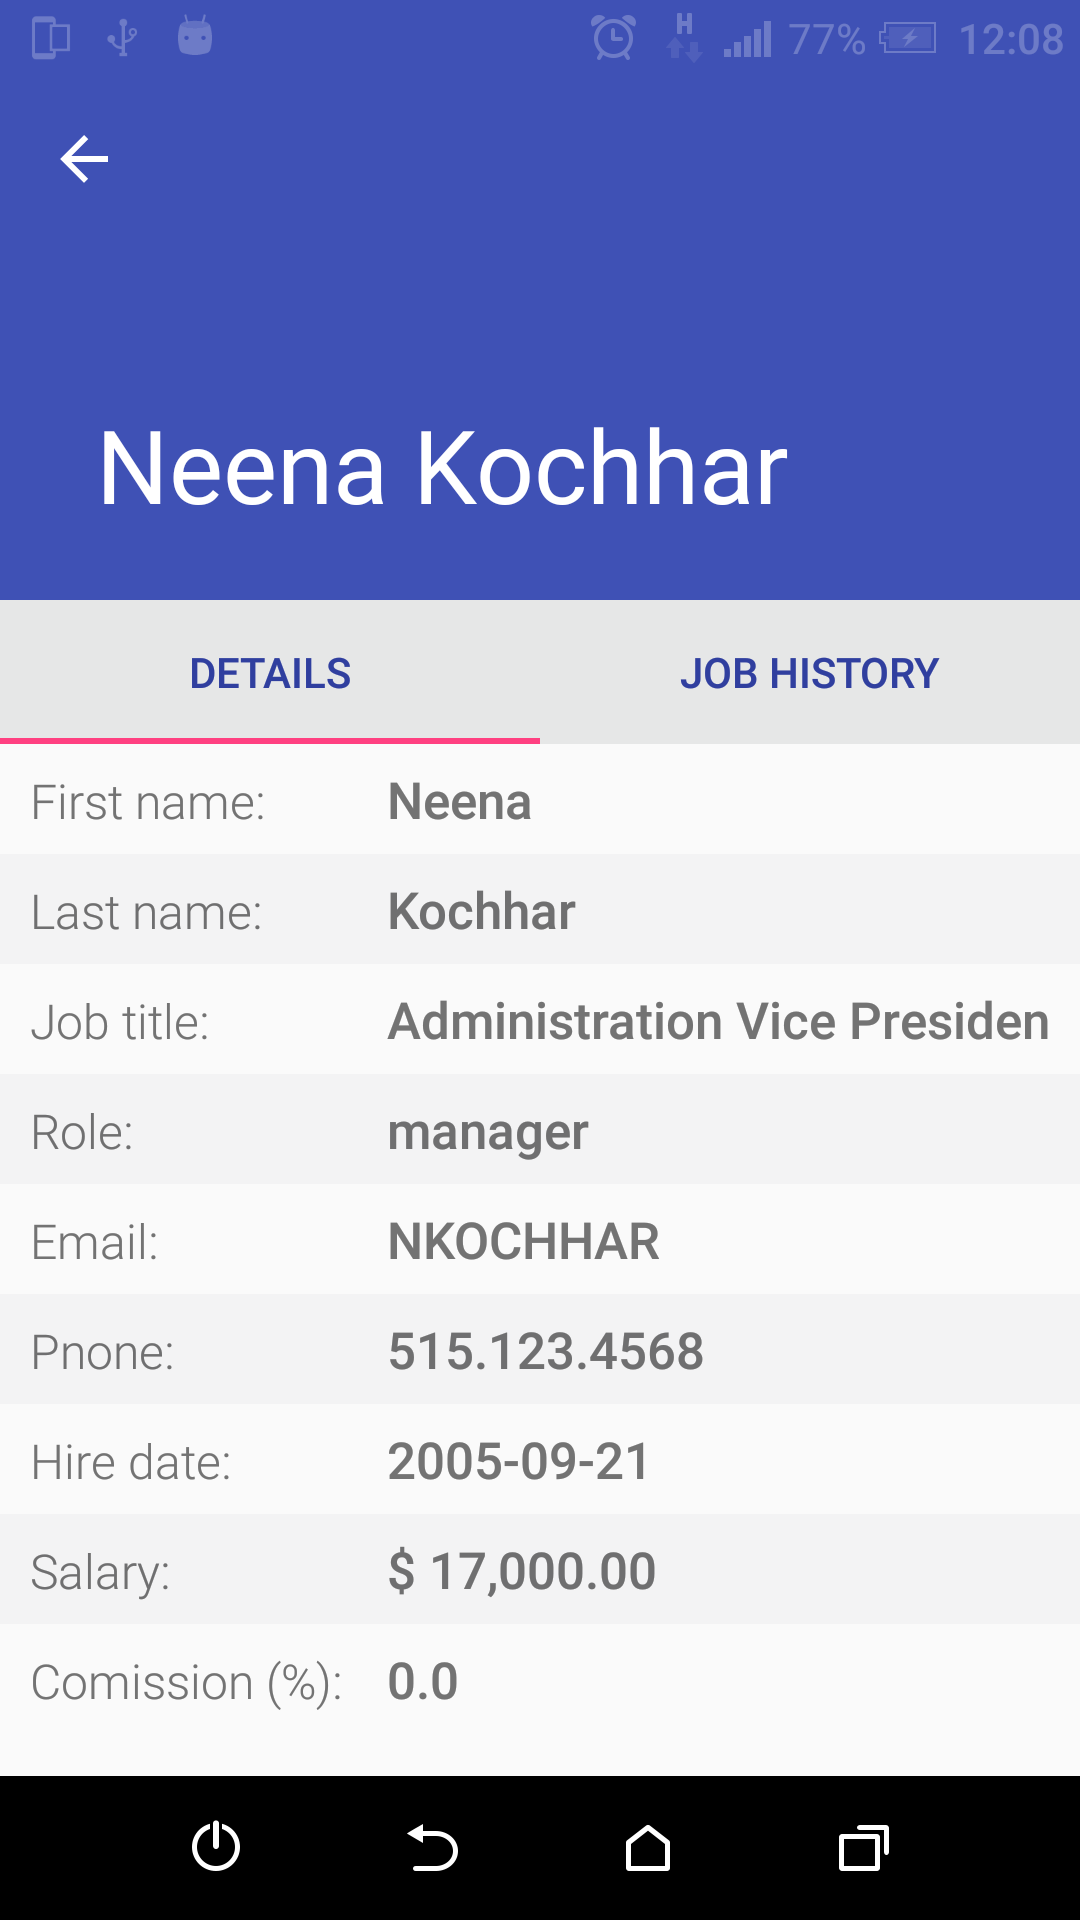 H 77% 12:08
Neena Kochhar
DETAILS JOB HISTORY
First name: Neena
Last name: Kochhar
Job title: Administration Vice Presiden
Role: manager
Email: NKOCHHAR
Pnone: 515.123.4568
Hire date: 2005-09-21
Salary: $ 17,000.00
Comission (%): 0.0